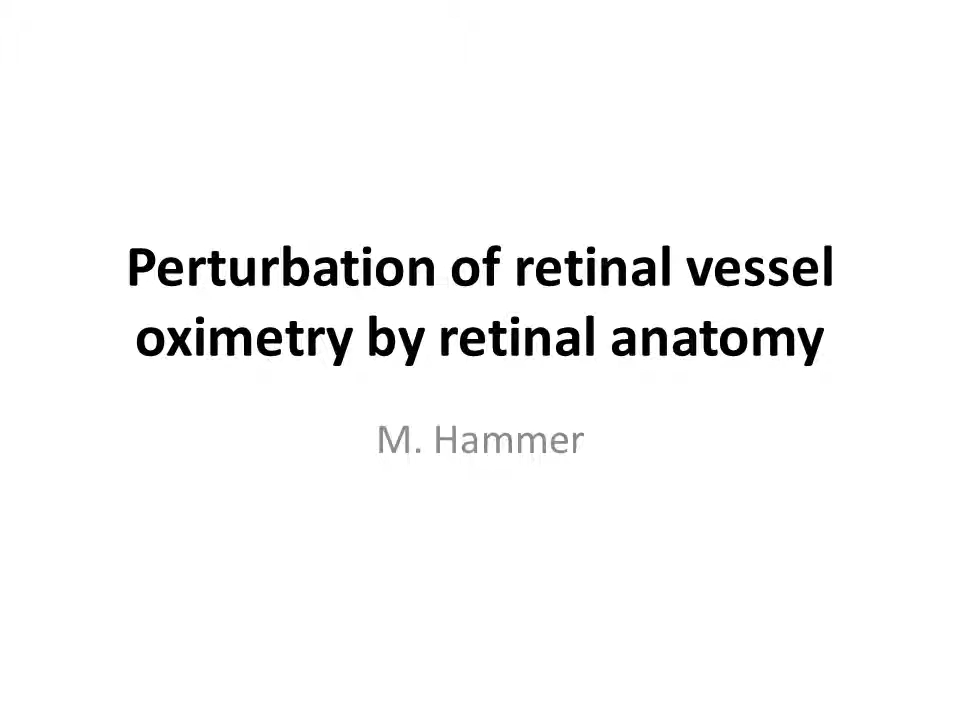 Perturbation of retinal vessel
oximetry by retinal anatomy
M. Hammer